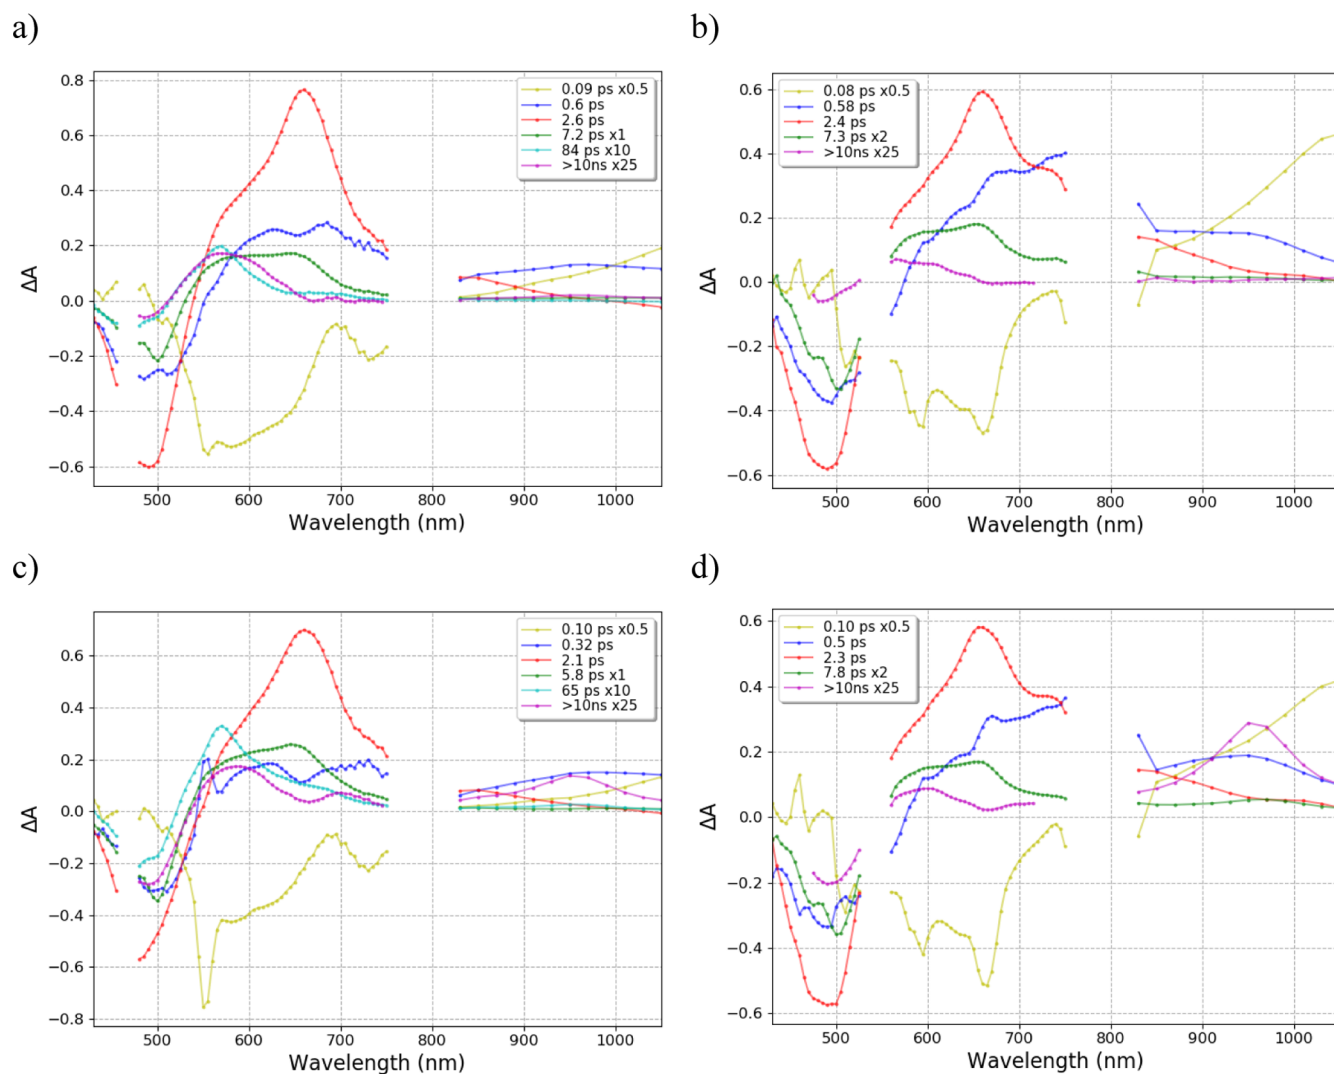 a)
0.8
0.6
0.4
0.2
0.0
−0.2
−0.4
−0.6
ΔA
500
600
700
800
900
1000
Wavelength (nm)
0.09 ps x0.5
0.6 ps
2.6 ps
7.2 ps x1
84 ps x10
>10ns x25
b)
0.6
0.4
0.2
0.0
−0.2
−0.4
−0.6
ΔA
500
600
700
800
900
1000
Wavelength (nm)
0.08 ps x0.5
0.58 ps
2.4 ps
7.3 ps x2
>10ns x25
c)
0.6
0.4
0.2
0.0
−0.2
−0.4
−0.6
−0.8
ΔA
500
600
700
800
900
1000
Wavelength (nm)
0.10 ps x0.5
0.32 ps
2.1 ps
5.8 ps x1
65 ps x10
>10ns x25
d)
0.6
0.4
0.2
0.0
−0.2
−0.4
−0.6
ΔA
500
600
700
800
900
1000
Wavelength (nm)
0.10 ps x0.5
0.5 ps
2.3 ps
7.8 ps x2
>10ns x25